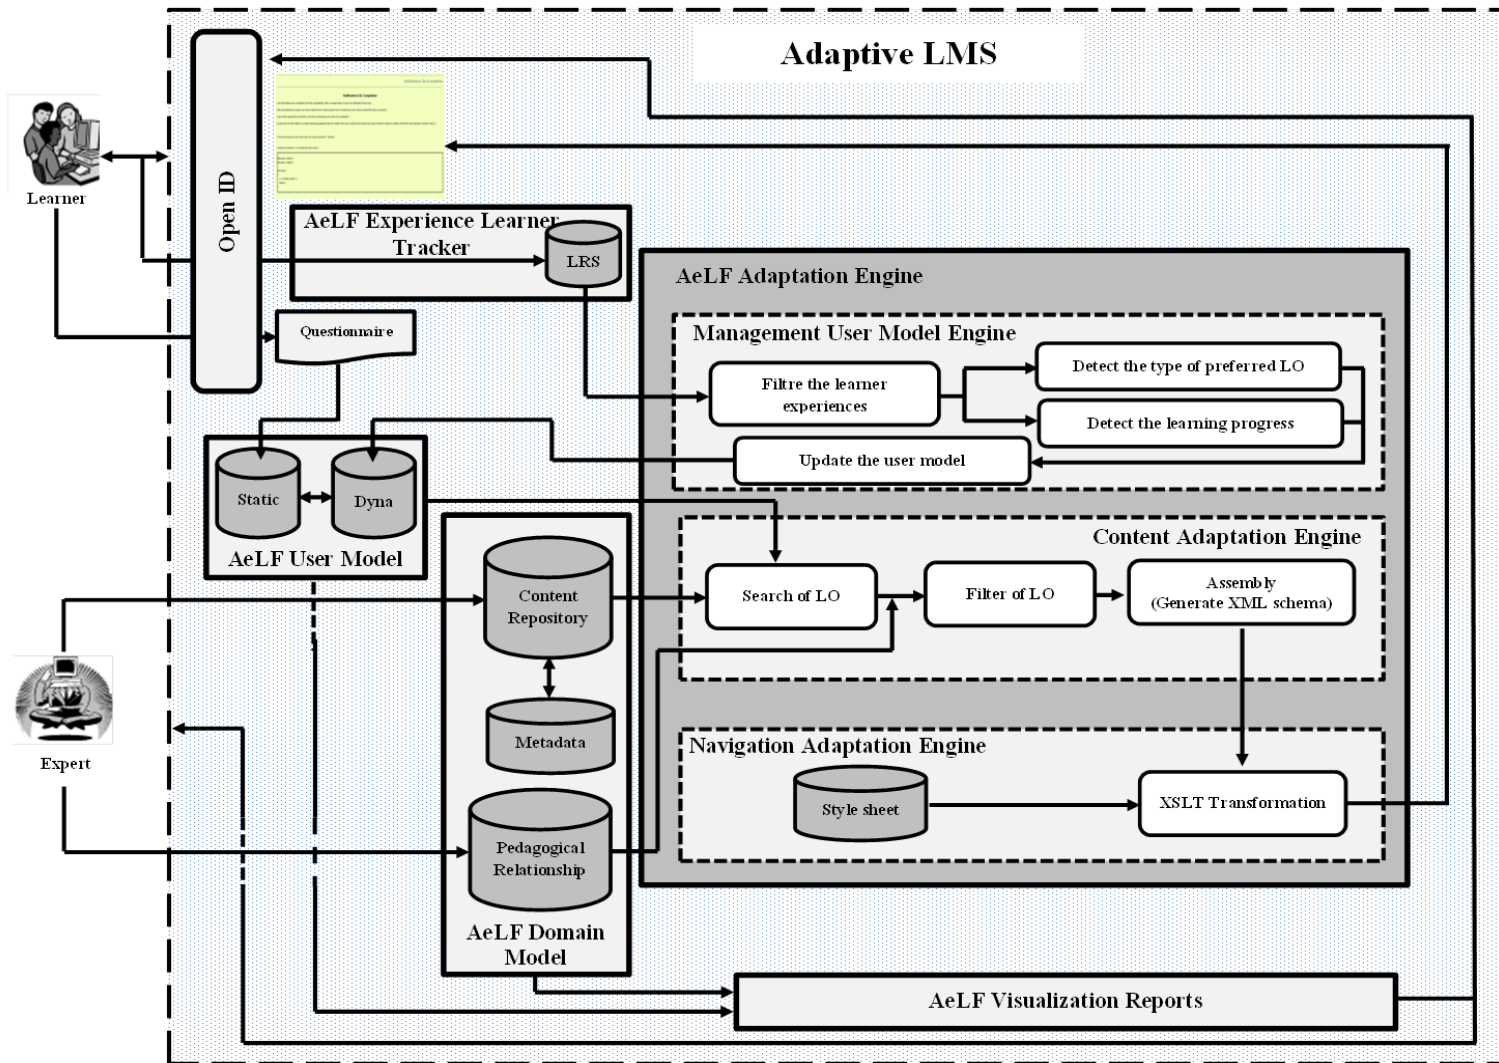 Adaptive LMS
Learner
Open ID
AeLF Experience Learner
Tracker
LRS
Questionnaire
AeLF Adaptation Engine
Management User Model Engine
Filtre the learner
experiences
Detect the type of preferred LO
Detect the learning progress
Update the user model
Static
Dyna
AeLF User Model
Content Adaptation Engine
Search of LO
Filter of LO
Assembly
(Generate XML schema)
Content
Repository
Metadata
Pedagogical
Relationship
AeLF Domain
Model
Expert
Navigation Adaptation Engine
Style sheet
XSLT Transformation
AeLF Visualization Reports